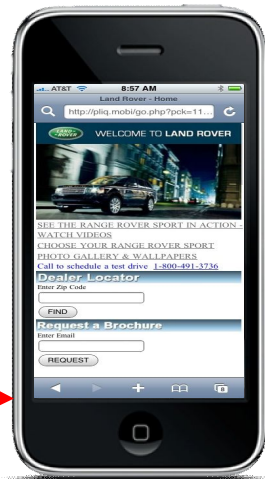 AT&T 8:57 AM
Land Rover - Home
http://pliq.mobi/go.php?pck=11...
LAND-
ROVER WELCOME TO LAND ROVER
SEE THE RANGE ROVER SPORT IN ACTION -
WATCH VIDEOS
CHOOSE YOUR RANGE ROVER SPORT
PHOTO GALLERY & WALLPAPERS
Call to schedule a test drive 1-800-491-3736
Dealer Locator
Enter Zip Code
FIND
Request a Brochure
Enter Email
REQUEST